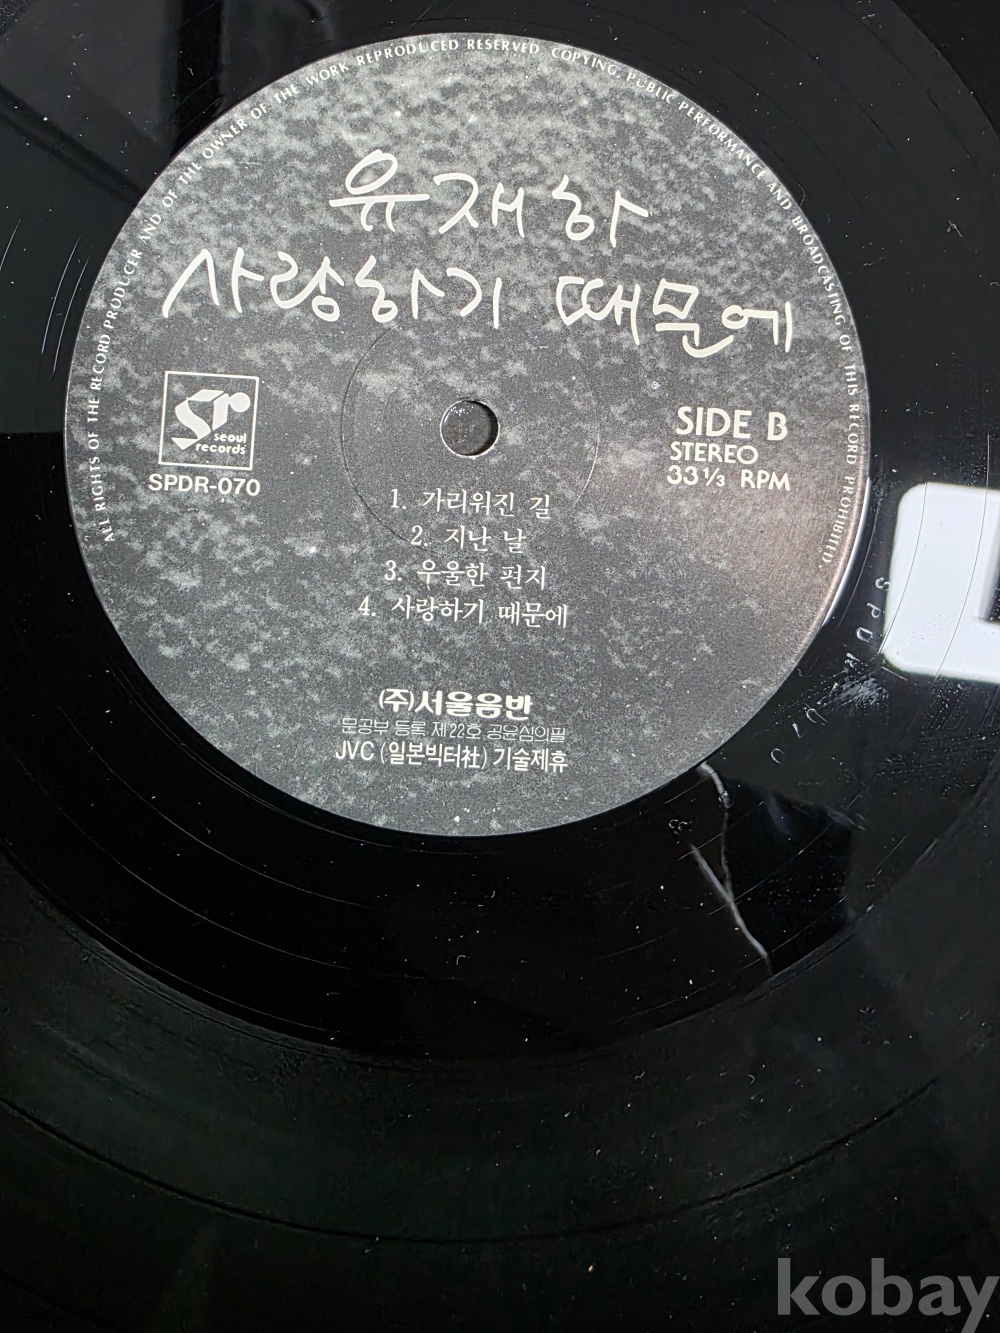 ALL RIGHTS OF THE RECORD PRODUCER AND OF THE OWNER OF THE WORK REPRODUCED RESERVED COPYING, PUBLIC PERFORMANCE AND BROADCASTING OF THIS RECORD PROHIBITED.
유재하
사랑하기 때문에
seoul
records
SPDR-070
SIDE B
STEREO
33⅓ RPM
1. 가리워진 길
2. 지난 날
3. 우울한 편지
4. 사랑하기 때문에
(주)서울음반
문공부 등록 제22호 공윤심의필
JVC (일본빅터社) 기술제휴
kobay